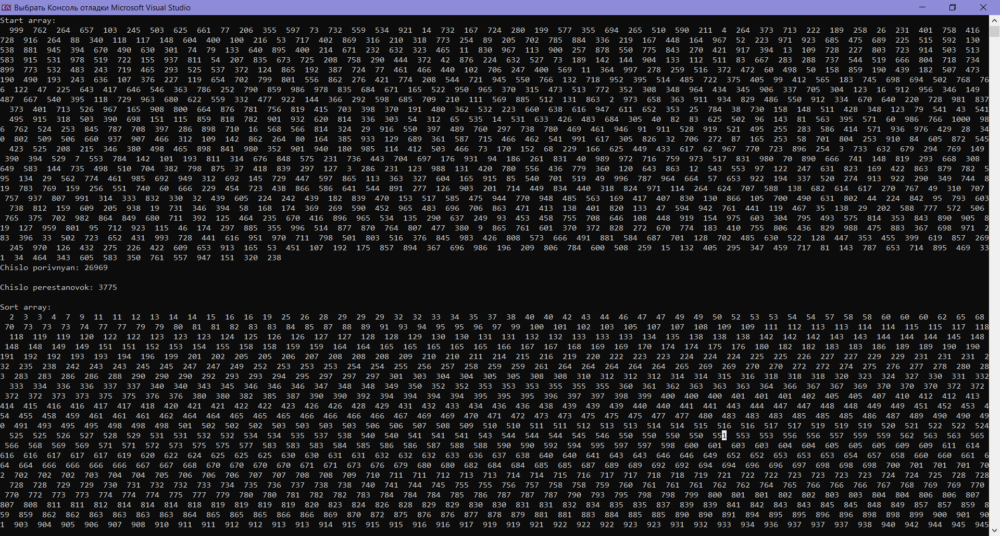 Выбрать Консоль отладки Microsoft Visual Studio
Start array:
999 762 264 657 103 245 503 625 661 77 206 355 597 73 732 559 534 921 14 732 167 724 280 199 577 355 694 265 510 590 211 4 264 373 713 222 189 258 26 231 401 758 416
728 916 264 88 340 118 117 148 604 400 100 216 53 717 402 869 316 210 318 773 254 89 205 702 785 884 336 219 167 448 164 967 52 223 971 923 685 475 689 225 515 592 130
538 881 945 394 670 490 630 301 74 79 133 640 895 400 214 671 232 632 323 465 11 830 967 113 900 257 878 550 775 843 270 421 917 394 13 109 728 227 803 723 914 503 513
583 915 531 978 519 722 155 937 811 54 207 835 673 725 208 758 290 444 372 42 876 224 632 527 73 189 142 144 904 133 112 511 83 667 283 288 737 544 519 666 804 718 734
899 773 532 483 243 719 465 293 525 537 372 124 865 192 387 724 77 461 466 440 102 706 247 400 569 11 364 997 278 259 516 372 472 60 498 50 158 859 190 439 182 507 473
190 490 193 243 636 107 376 227 119 654 702 799 801 556 862 276 421 774 208 544 721 945 550 766 132 718 952 395 514 485 722 375 405 99 412 565 183 745 698 694 502 768 76
6 122 47 225 643 417 646 546 363 786 252 790 859 986 978 835 684 671 165 522 950 965 370 315 473 513 772 352 308 348 964 434 345 906 337 705 304 123 16 912 956 346 149
487 667 540 395 118 729 963 680 622 559 332 477 922 144 366 292 598 685 709 210 111 569 885 512 131 863 2 973 658 363 911 934 829 486 550 912 334 670 640 220 728 981 837
373 401 713 526 967 165 908 800 664 876 781 756 819 415 703 398 370 191 480 362 532 223 660 638 616 947 611 652 353 25 784 38 730 158 148 511 428 348 123 79 541 43 541
495 915 318 503 390 698 151 115 859 818 782 901 932 620 814 336 303 54 312 65 535 14 531 633 426 483 684 305 40 82 83 625 502 96 143 81 563 395 571 60 986 766 1000 98
6 762 524 253 845 787 708 397 286 898 710 16 568 566 814 324 29 916 550 397 489 760 297 738 780 469 461 946 91 911 528 919 521 495 255 283 586 414 571 936 976 429 28 34
0 802 509 506 660 937 907 466 312 109 142 862 264 80 164 385 933 129 689 361 587 715 466 462 541 991 617 305 826 32 706 272 87 165 253 58 701 804 253 910 84 605 872 545
423 525 208 215 346 380 498 465 898 841 980 352 901 940 180 985 114 412 503 466 73 170 152 68 229 166 625 449 433 617 62 967 770 723 896 254 3 733 632 679 294 769 149
390 394 529 7 553 784 142 101 193 811 314 676 848 575 231 736 443 704 697 176 931 94 186 261 831 40 989 972 716 759 973 517 831 980 70 890 666 741 148 819 293 668 308
649 583 144 735 498 510 704 382 798 875 37 418 839 297 127 3 286 231 123 988 131 420 780 556 436 779 360 120 643 863 12 543 553 97 122 247 631 823 169 422 863 879 782 5
95 134 29 562 774 461 985 692 949 312 692 145 729 447 597 865 113 363 327 604 165 915 85 540 701 519 49 996 787 964 664 57 653 922 194 337 520 274 913 922 290 349 744 8
19 783 769 159 256 551 740 60 666 229 454 723 438 866 586 641 544 891 277 126 903 201 714 449 834 440 318 824 971 114 264 624 707 588 138 682 614 617 270 767 49 310 707
757 937 807 991 314 333 832 330 32 439 605 224 242 439 182 839 470 153 517 585 475 944 770 948 485 563 169 417 407 830 130 866 105 700 490 631 802 44 224 842 95 793 603
738 812 159 609 205 938 19 731 346 394 58 168 174 369 269 590 452 965 483 696 706 863 471 413 138 401 820 133 47 594 942 761 441 119 467 35 138 29 202 588 777 572 506
765 375 702 982 864 849 680 711 392 125 464 235 670 416 896 965 534 135 290 637 249 93 453 458 755 708 646 108 448 919 154 975 603 304 795 493 575 814 353 843 890 905 8
19 127 959 801 95 712 923 115 46 174 297 885 355 996 514 877 870 764 807 477 380 9 865 761 601 370 372 828 272 670 774 183 410 755 806 436 829 988 475 883 367 698 971 2
83 396 33 502 723 652 431 993 728 441 616 951 970 711 798 501 803 516 376 845 983 426 808 573 666 491 881 584 687 701 128 702 485 630 522 128 447 353 455 399 619 857 269
245 970 126 432 275 226 422 609 653 913 165 53 451 107 192 175 857 894 367 696 986 196 209 806 784 600 508 259 15 132 405 295 347 459 717 81 143 787 653 714 895 469 33
1 34 464 343 605 583 350 761 557 947 151 320 238
Chislo porivnyan: 26969
Chislo perestanovok: 3775
Sort array:
2 3 3 4 7 9 11 11 12 13 14 14 15 16 16 19 25 26 28 29 29 29 32 32 33 34 35 37 38 40 40 42 43 44 46 47 47 49 49 50 52 53 53 54 54 57 58 58 60 60 60 62 65 68
70 73 73 73 74 77 77 79 79 80 81 81 82 83 83 84 85 87 88 89 91 93 94 95 95 96 97 99 100 101 102 103 105 107 107 108 109 109 111 112 113 113 114 114 115 115 117 118
118 119 119 120 122 122 123 123 123 124 125 126 126 127 127 128 128 129 130 130 131 131 132 132 133 133 133 134 135 138 138 138 142 142 142 143 143 144 144 144 145 148
148 148 149 149 151 151 152 153 154 155 158 158 159 159 164 164 165 165 165 165 165 166 167 167 168 169 169 170 174 174 175 176 180 182 182 183 183 186 189 189 190 190
191 192 192 193 193 194 196 199 201 202 205 205 206 207 208 208 208 209 210 210 211 214 215 216 219 220 222 223 223 224 224 224 225 225 226 227 227 229 229 231 231 231 2
32 235 238 242 243 243 245 245 247 247 249 252 253 253 253 254 254 255 256 257 258 259 259 261 264 264 264 264 264 265 269 269 270 270 272 272 274 275 276 277 278 280 28
3 283 283 286 286 288 290 290 290 292 293 293 294 295 297 297 297 301 303 304 304 305 305 308 308 310 312 312 312 314 314 315 316 318 318 318 320 323 324 327 330 331 332
333 334 336 336 337 337 340 340 343 345 346 346 346 347 348 348 349 350 352 352 353 353 353 355 355 355 360 361 362 363 363 363 364 366 367 367 369 370 370 370 372 372
372 372 373 373 375 375 376 376 380 380 382 385 387 390 390 392 394 394 394 394 395 395 395 396 397 397 398 399 400 400 400 401 401 401 402 405 405 407 410 412 412 413
414 415 416 416 417 417 418 420 421 421 422 422 423 426 426 428 429 431 432 433 434 436 436 438 439 439 439 440 440 441 441 443 444 447 447 448 448 449 449 451 452 453 4
54 455 458 459 461 461 461 462 464 464 465 465 465 466 466 466 466 467 469 469 470 471 472 473 473 475 475 475 477 477 480 483 483 483 485 485 485 486 487 489 490 490 49
0 491 493 495 495 498 498 498 501 502 502 502 503 503 503 503 506 506 507 508 509 510 510 511 511 512 513 513 514 514 515 516 516 517 517 519 519 519 520 521 522 522 524
525 525 526 527 528 529 531 531 532 532 534 534 535 537 538 540 540 541 541 541 543 544 544 544 545 546 550 550 550 550 551 553 553 556 556 557 559 559 562 563 563 565
566 568 569 569 571 571 572 573 575 575 577 583 583 583 584 585 586 586 587 588 588 590 590 592 594 595 597 597 598 600 601 603 603 604 604 605 605 605 609 609 611 614
616 616 617 617 617 619 620 622 624 625 625 625 630 630 631 631 632 632 632 633 636 637 638 640 640 641 643 643 646 646 649 652 652 653 653 653 654 657 658 660 660 661 6
64 664 666 666 666 666 667 667 668 670 670 670 670 671 671 673 676 679 680 680 682 684 684 685 685 687 689 689 692 692 694 694 696 696 697 698 698 698 700 701 701 701 70
2 702 702 702 703 704 704 705 706 706 706 707 707 708 708 709 710 711 711 712 713 713 714 714 715 716 717 717 718 718 719 721 722 722 723 723 723 723 724 724 725 728 728
728 728 729 729 730 731 732 732 733 734 735 736 737 738 738 740 741 744 745 755 755 756 757 758 758 759 760 761 761 761 762 762 764 765 766 766 766 767 768 769 769 770
770 772 773 773 774 774 774 775 777 779 780 780 781 782 782 783 784 784 784 785 786 787 787 787 790 793 795 798 798 799 800 801 801 802 802 803 803 804 804 806 806 807
807 808 811 811 812 814 814 814 818 819 819 819 819 820 823 824 826 828 829 829 830 830 831 831 832 834 835 835 837 839 839 841 842 843 843 845 845 848 849 857 857 859 8
59 859 862 862 863 863 863 863 864 865 865 865 866 866 869 870 872 875 876 876 877 878 879 881 881 883 884 885 885 890 890 891 894 895 895 896 896 898 898 899 900 901 90
1 903 904 905 906 907 908 910 911 911 912 912 913 913 914 915 915 915 916 916 917 919 919 921 922 922 922 923 923 931 932 933 934 936 937 937 937 938 940 942 944 945 945